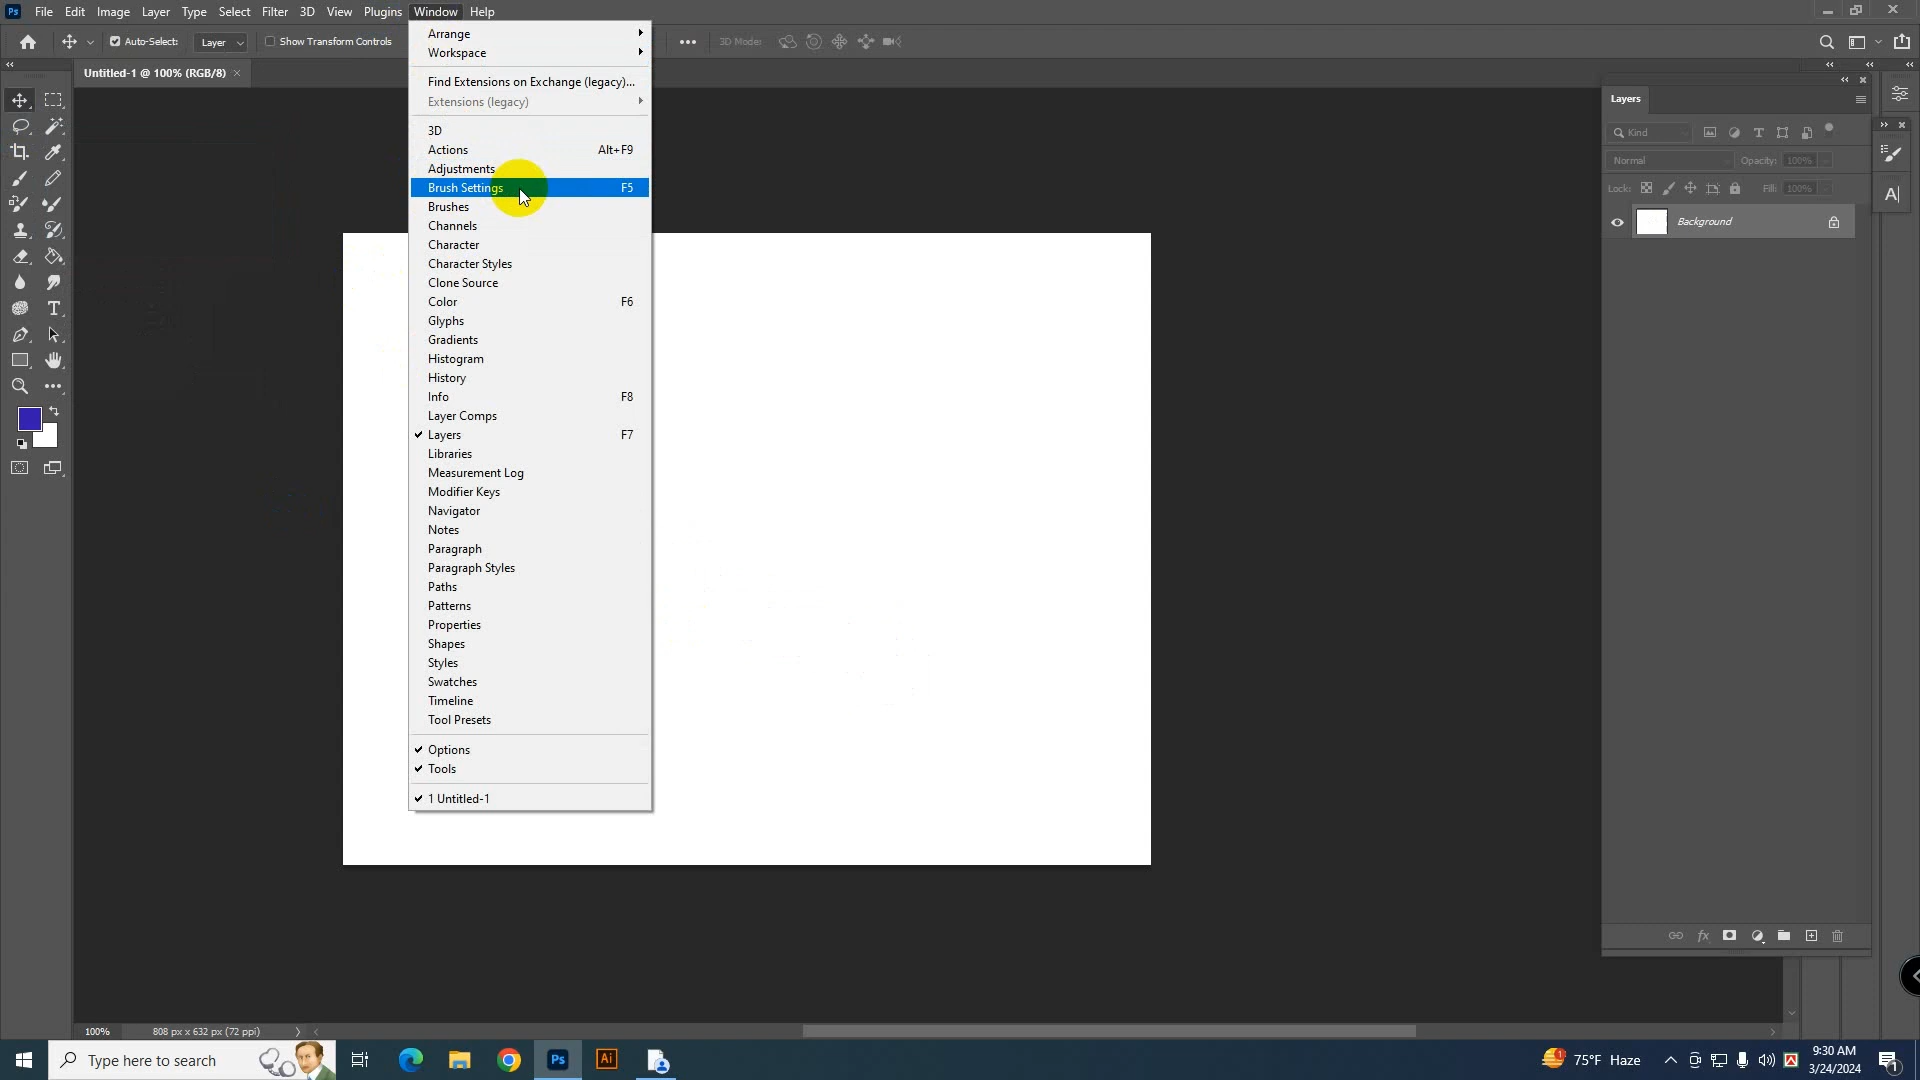 Ps File Edit Image Layer Type Select Filter 3D View Plugins Window Help
Auto-Select: Layer Show Transform Controls 3D Mode:
Untitled-1 @ 100% (RGB/8)
Arrange
Workspace
Find Extensions on Exchange (legacy)...
Extensions (legacy)
3D
Actions Alt+F9
Adjustments
Brush Settings F5
Brushes
Channels
Character
Character Styles
Clone Source
Color F6
Glyphs
Gradients
Histogram
History
Info F8
Layer Comps
Layers F7
Libraries
Measurement Log
Modifier Keys
Navigator
Notes
Paragraph
Paragraph Styles
Paths
Patterns
Properties
Shapes
Styles
Swatches
Timeline
Tool Presets
Options
Tools
1 Untitled-1
Layers
Kind
Normal Opacity: 100%
Lock: Fill: 100%
Background
100% 808 px x 632 px (72 ppi)
Type here to search
Ps
Ai
75°F Haze
9:30 AM
3/24/2024